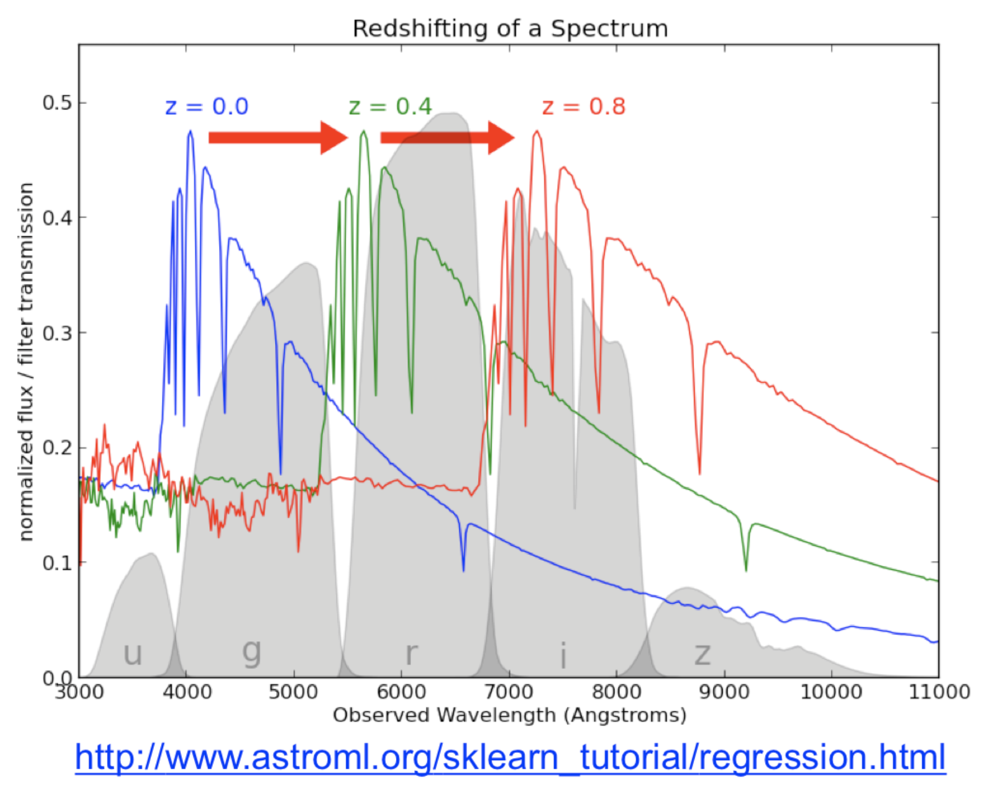 Redshifting of a Spectrum
z = 0.0
z = 0.4
z = 0.8
0.5
0.4
0.3
0.2
0.1
0.0
normalized flux / filter transmission
u
g
r
i
z
3000 4000 5000 6000 7000 8000 9000 10000 11000
Observed Wavelength (Angstroms)
http://www.astroml.org/sklearn_tutorial/regression.html